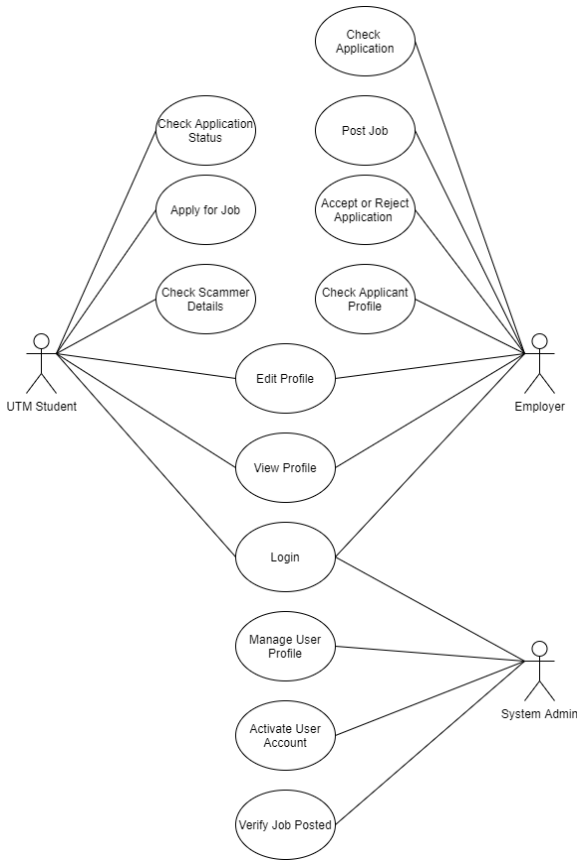 Check
Application
Check Application
Status
Post Job
Apply for Job
Accept or Reject
Application
Check Scammer
Details
Check Applicant
Profile
Edit Profile
UTM Student
Employer
View Profile
Login
Manage User
Profile
System Admin
Activate User
Account
Verify Job Posted